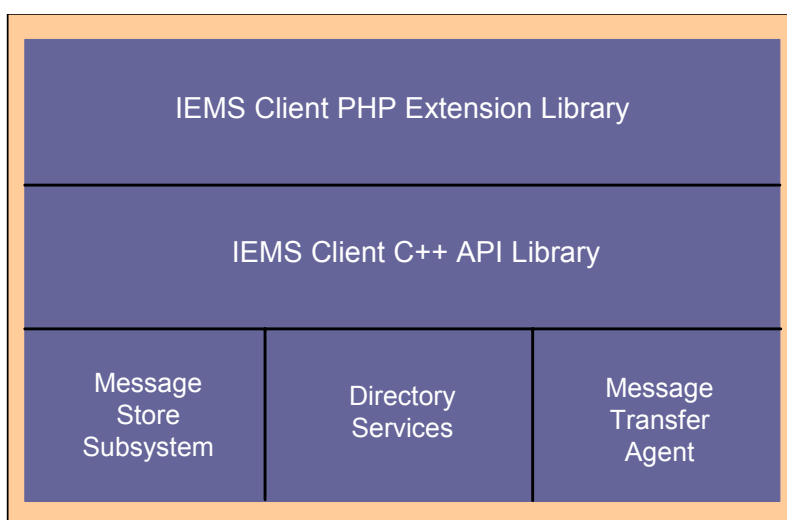 IEMS Client PHP Extension Library
IEMS Client C++ API Library
Message
Store
Subsystem
Directory
Services
Message
Transfer
Agent